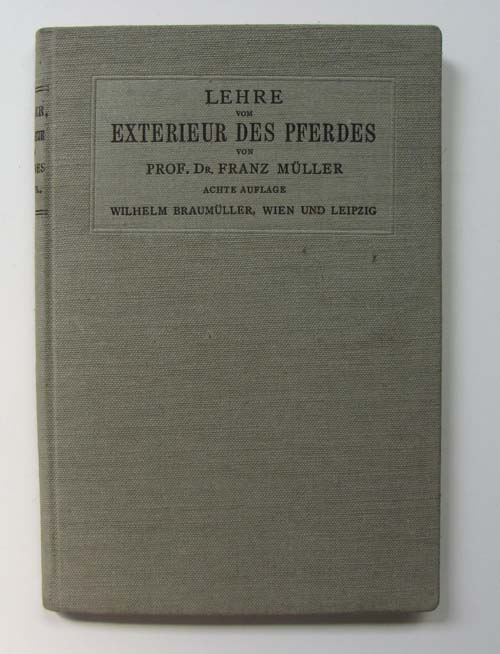 LEHRE
VOM
EXTERIEUR DES PFERDES
VON
PROF. DR. FRANZ MÜLLER
ACHTE AUFLAGE
WILHELM BRAUMÜLLER, WIEN UND LEIPZIG